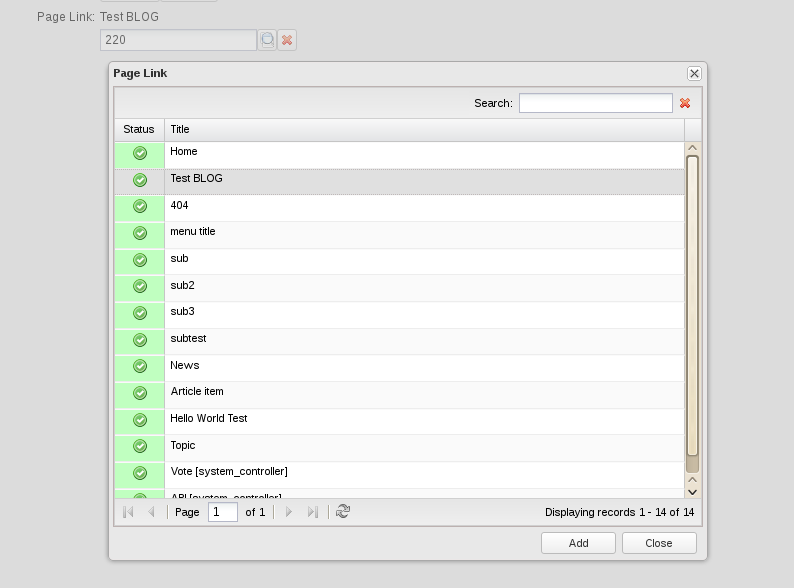 Page Link: Test BLOG
220
Page Link
Search:
Status Title
Home
Test BLOG
404
menu title
sub
sub2
sub3
subtest
News
Article item
Hello World Test
Topic
Vote [system_controller]
API [system_controller]
Page 1 of 1 Displaying records 1 - 14 of 14
Add Close